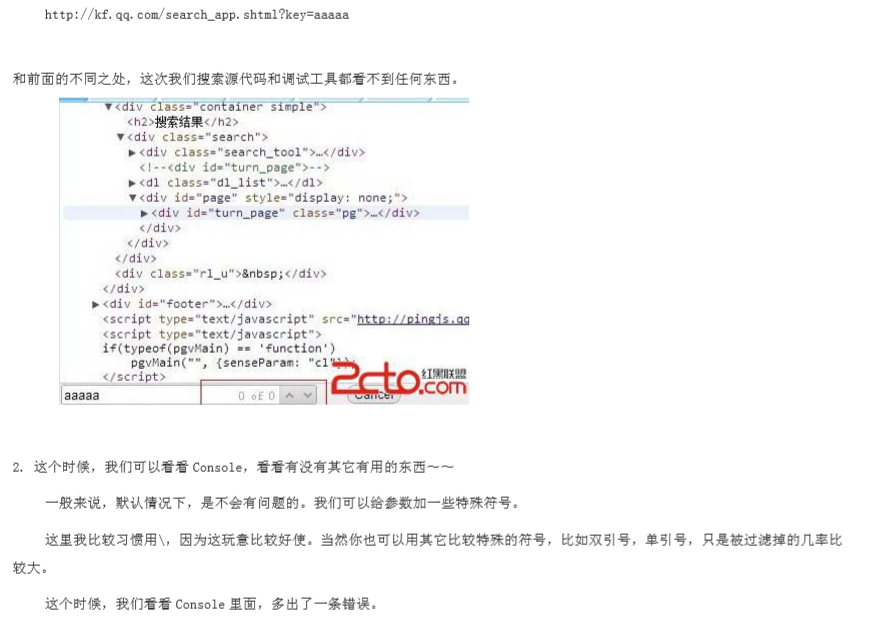 http://kf.qq.com/search_app.shtml?key=aaaaa
和前面的不同之处，这次我们搜索源代码和调试工具都看不到任何东西。
▼<div class="container simple">
<h2>搜索结果</h2>
▼<div class="search">
▶<div class="search_tool">…</div>
<!--<div id="turn_page">-->
▶<dl class="dl_list">…</dl>
▼<div id="page" style="display: none;">
▶<div id="turn_page" class="pg">…</div>
</div>
</div>
</div>
<div class="rl_u">&nbsp;</div>
</div>
▶<div id="footer">…</div>
<script type="text/javascript" src="http://pingjs.qq
<script type="text/javascript">
if(typeof(pgvMain) == 'function')
pgvMain("", {senseParam: "cl"});
</script>
2cto.com 红黑联盟
aaaaa 0 of 0 Cancel
2. 这个时候，我们可以看看 Console，看看有没有其它有用的东西～～
一般来说，默认情况下，是不会有问题的。我们可以给参数加一些特殊符号。
这里我比较习惯用\，因为这玩意比较好使。当然你也可以用其它比较特殊的符号，比如双引号，单引号，只是被过滤掉的几率比
较大。
这个时候，我们看看 Console 里面，多出了一条错误。